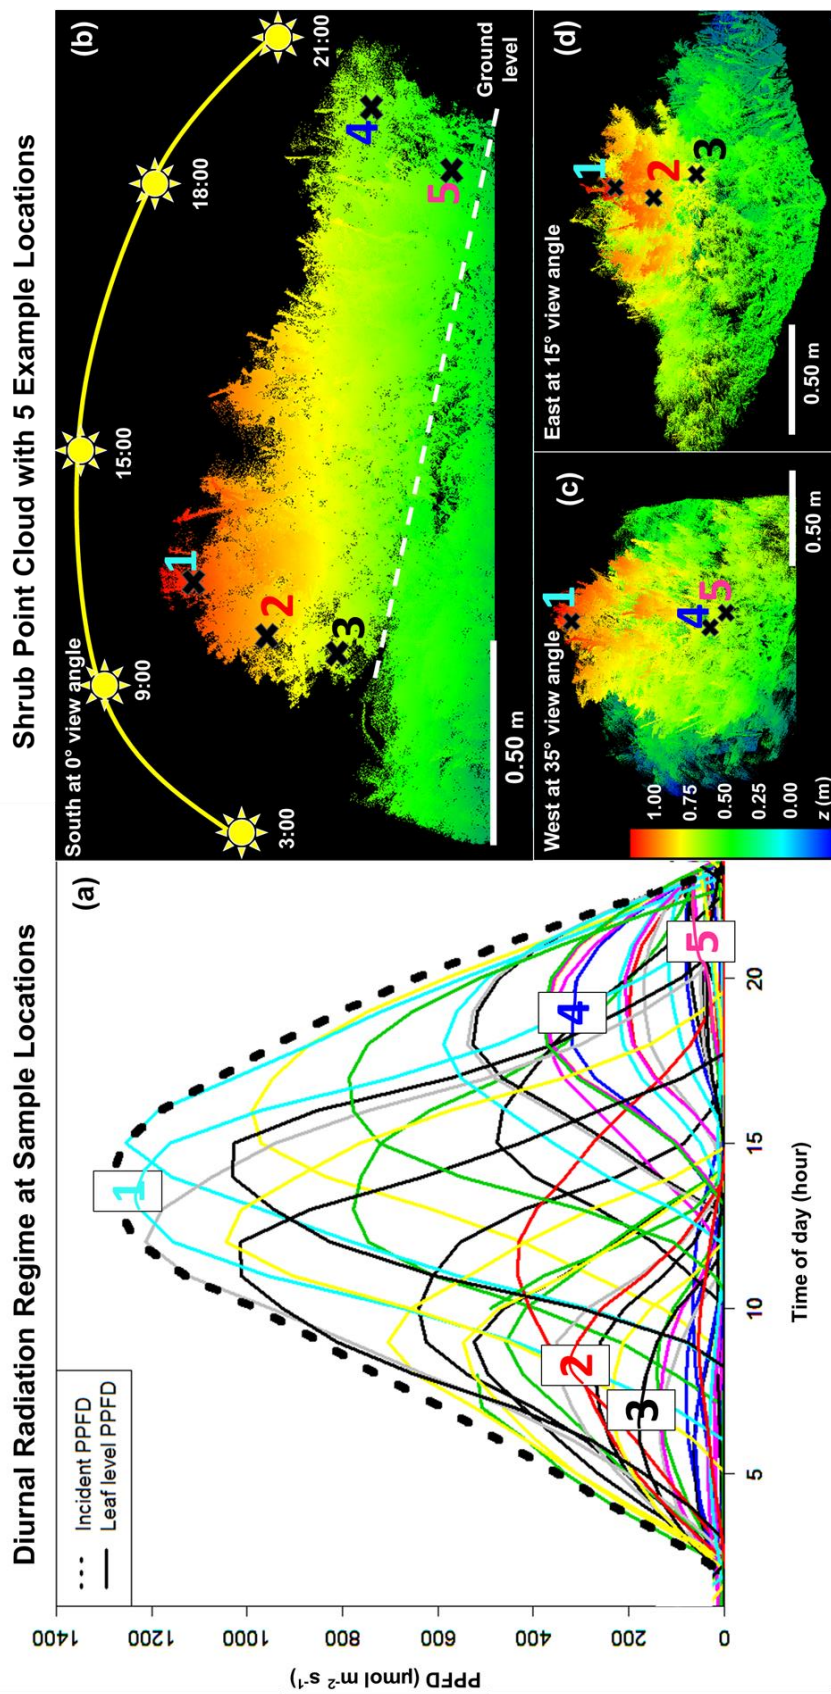 Diurnal Radiation Regime at Sample Locations
(a)
Incident PPFD
Leaf level PPFD
1400
1200
1000
800
600
400
200
0
PPFD (µmol m⁻² s⁻¹)
1
2
3
4
5
5
10
15
20
Time of day (hour)
Shrub Point Cloud with 5 Example Locations
(b)
South at 0° view angle
3:00
9:00
15:00
18:00
21:00
1
2
3
4
5
Ground
level
0.50 m
West at 35° view angle
(c)
1
4
5
1.00
0.75
0.50
0.25
0.00
z (m)
0.50 m
East at 15° view angle
(d)
1
2
3
0.50 m